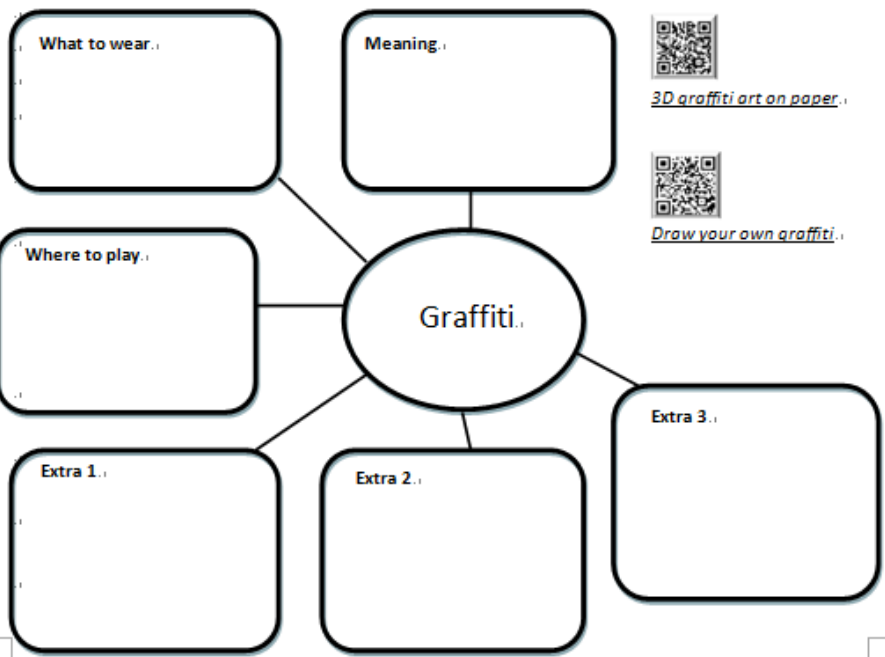 What to wear
Meaning
3D graffiti art on paper
Draw your own graffiti
Where to play
Graffiti
Extra 3
Extra 1
Extra 2